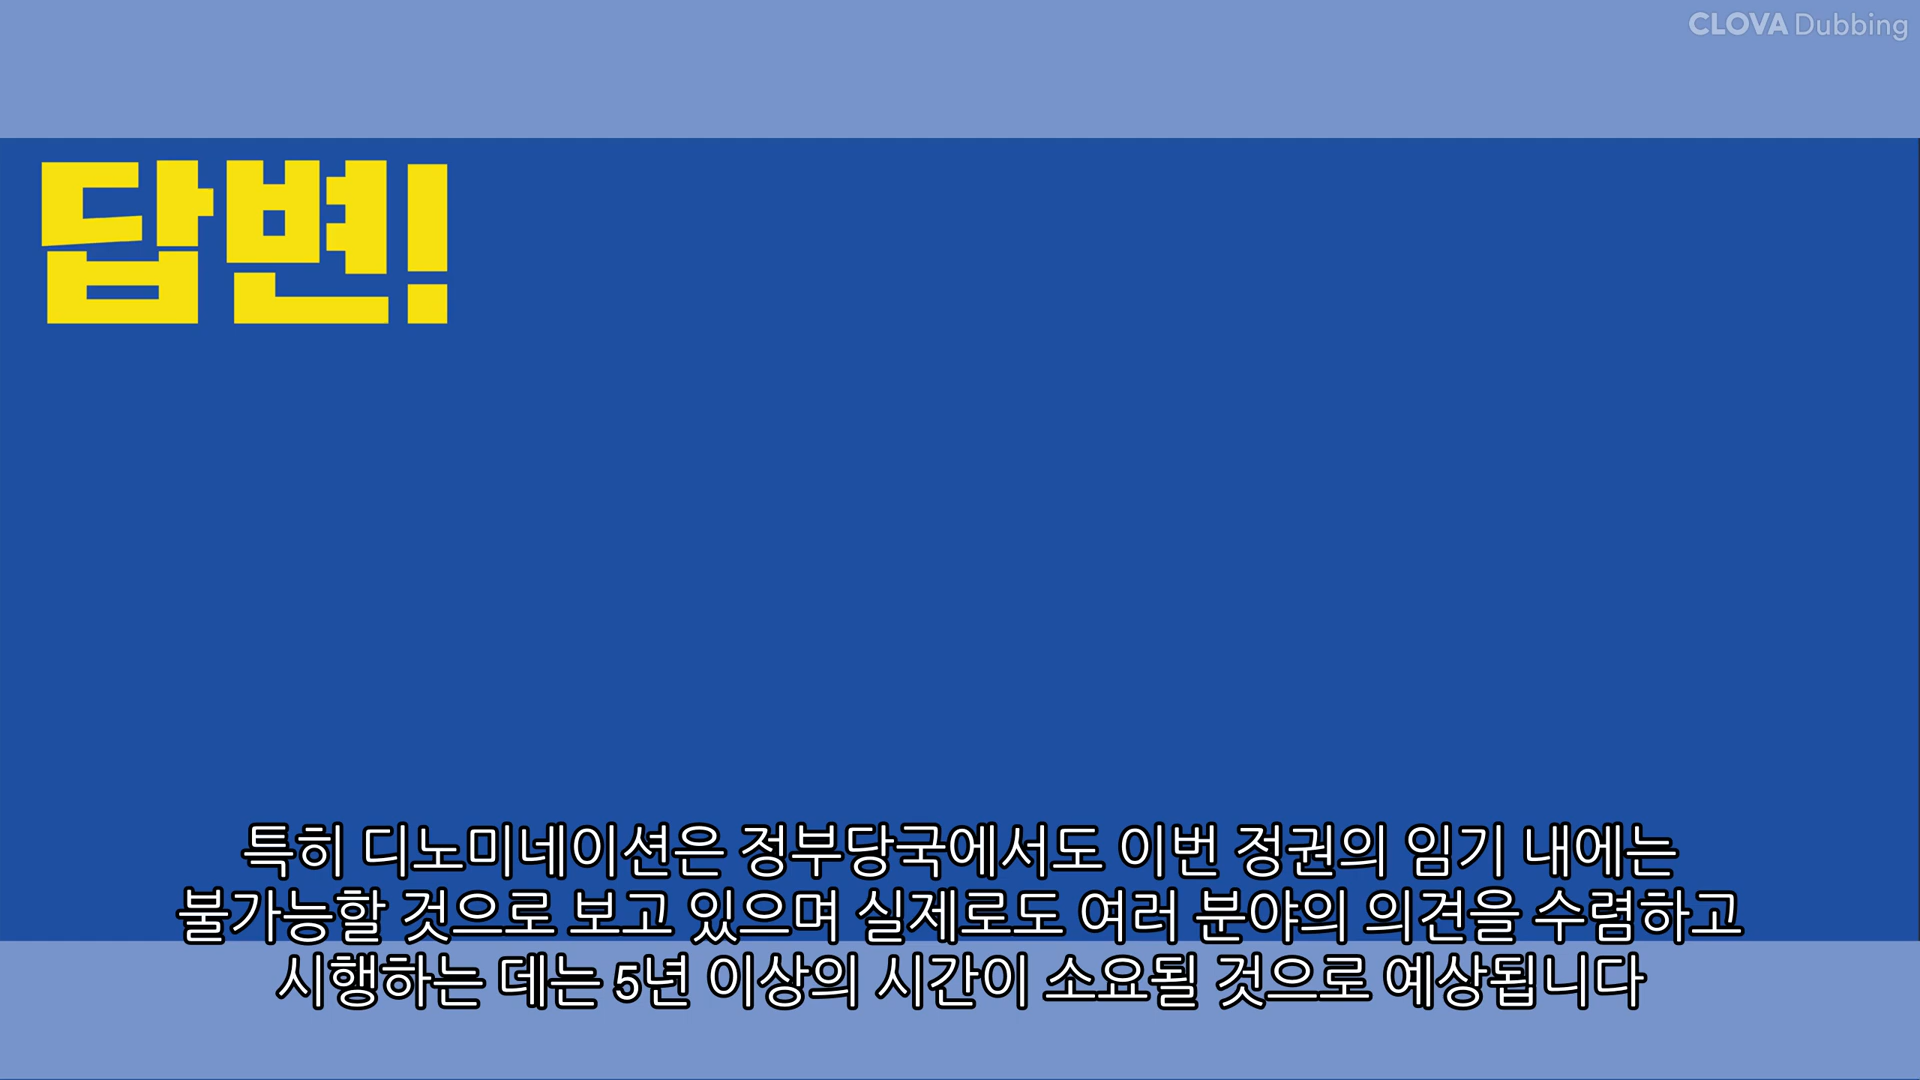 CLOVA Dubbing
답변!
특히 디노미네이션은 정부당국에서도 이번 정권의 임기 내에는
불가능할 것으로 보고 있으며 실제로도 여러 분야의 의견을 수렴하고
시행하는 데는 5년 이상의 시간이 소요될 것으로 예상됩니다